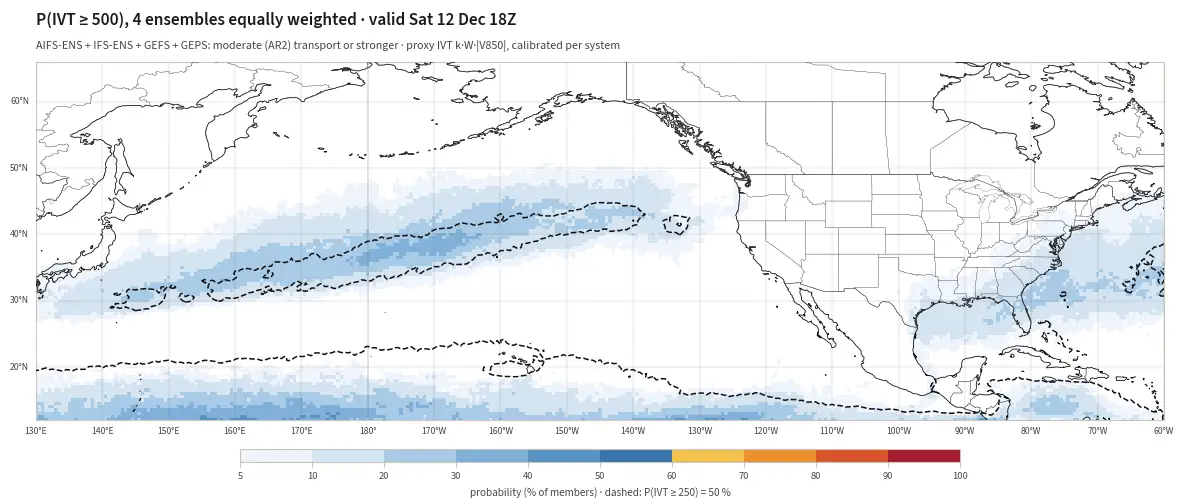 P(IVT ≥ 500), 4 ensembles equally weighted · valid Sat 12 Dec 18Z
AIFS-ENS + IFS-ENS + GEFS + GEPS: moderate (AR2) transport or stronger · proxy IVT k·W·|V850|, calibrated per system
60°N
50°N
40°N
30°N
20°N
130°E 140°E 150°E 160°E 170°E 180° 170°W 160°W 150°W 140°W 130°W 120°W 110°W 100°W 90°W 80°W 70°W 60°W
5 10 20 30 40 50 60 70 80 90 100
probability (% of members) · dashed: P(IVT ≥ 250) = 50 %